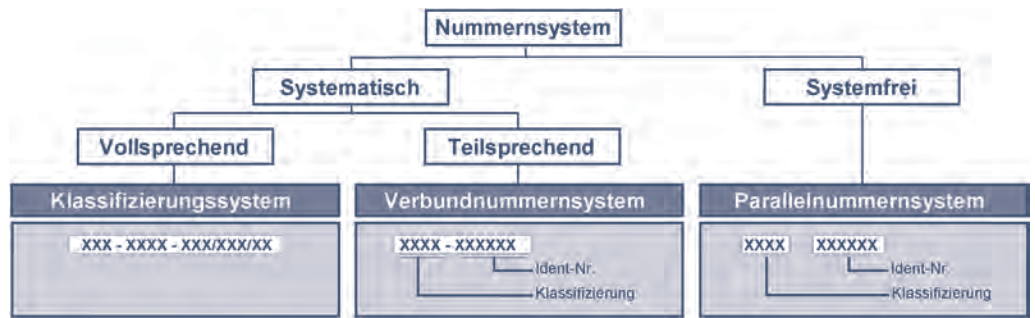 Nummernsystem
Systematisch
Systemfrei
Vollsprechend
Teilsprechend
Klassifizierungssystem
Verbundnummernsystem
Parallelnummernsystem
XXX - XXXX - XXX/XXX/XX
XXXX - XXXXXX
Ident-Nr.
Klassifizierung
XXXX XXXXXX
Ident-Nr.
Klassifizierung